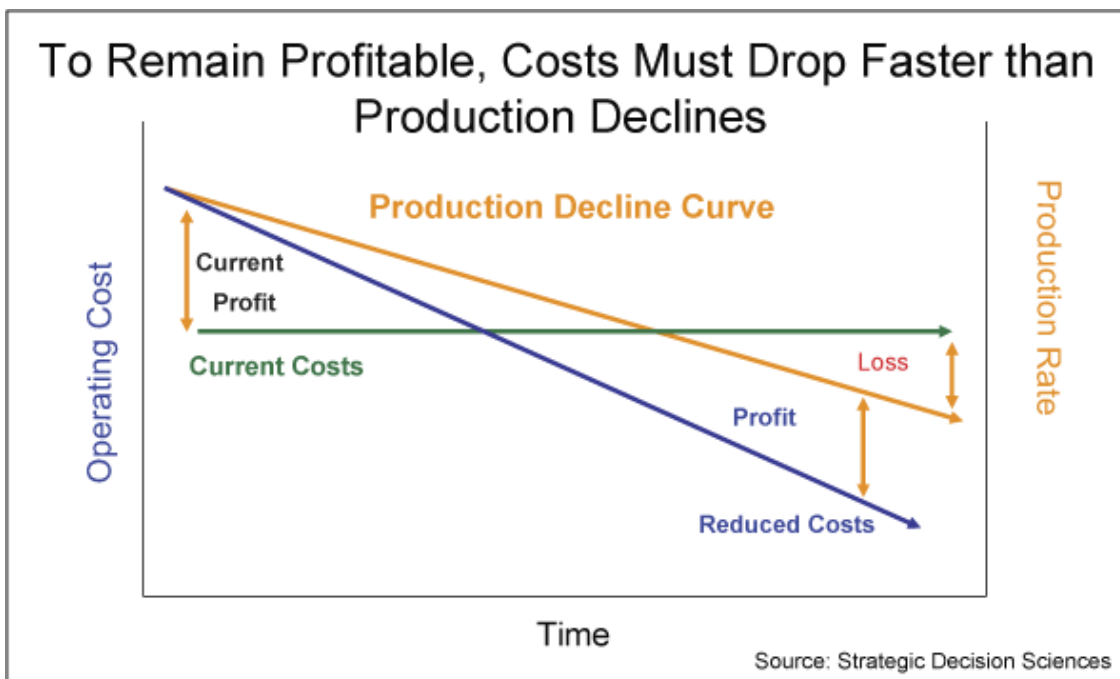 To Remain Profitable, Costs Must Drop Faster than
Production Declines
Production Decline Curve
Current
Profit
Current Costs
Operating Cost
Production Rate
Loss
Profit
Reduced Costs
Time
Source: Strategic Decision Sciences